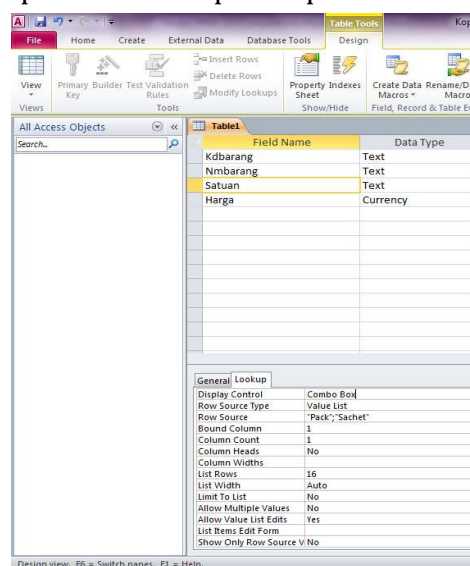 Table Tools
File Home Create External Data Database Tools Design
View Primary Key Builder Test Validation Rules Insert Rows Delete Rows Modify Lookups Property Sheet Indexes Create Data Macros Rename/D Macro
Views Tools Show/Hide Field, Record & Table E
All Access Objects
Search..
Table1
Field Name Data Type
Kdbarang Text
Nmbarang Text
Satuan Text
Harga Currency
General Lookup
Display Control Combo Box
Row Source Type Value List
Row Source "Pack";"Sachet"
Bound Column 1
Column Count 1
Column Heads No
Column Widths
List Rows 16
List Width Auto
Limit To List No
Allow Multiple Values No
Allow Value List Edits Yes
List Items Edit Form
Show Only Row Source V No
Design view. F6 = Switch panes. F1 = Help.